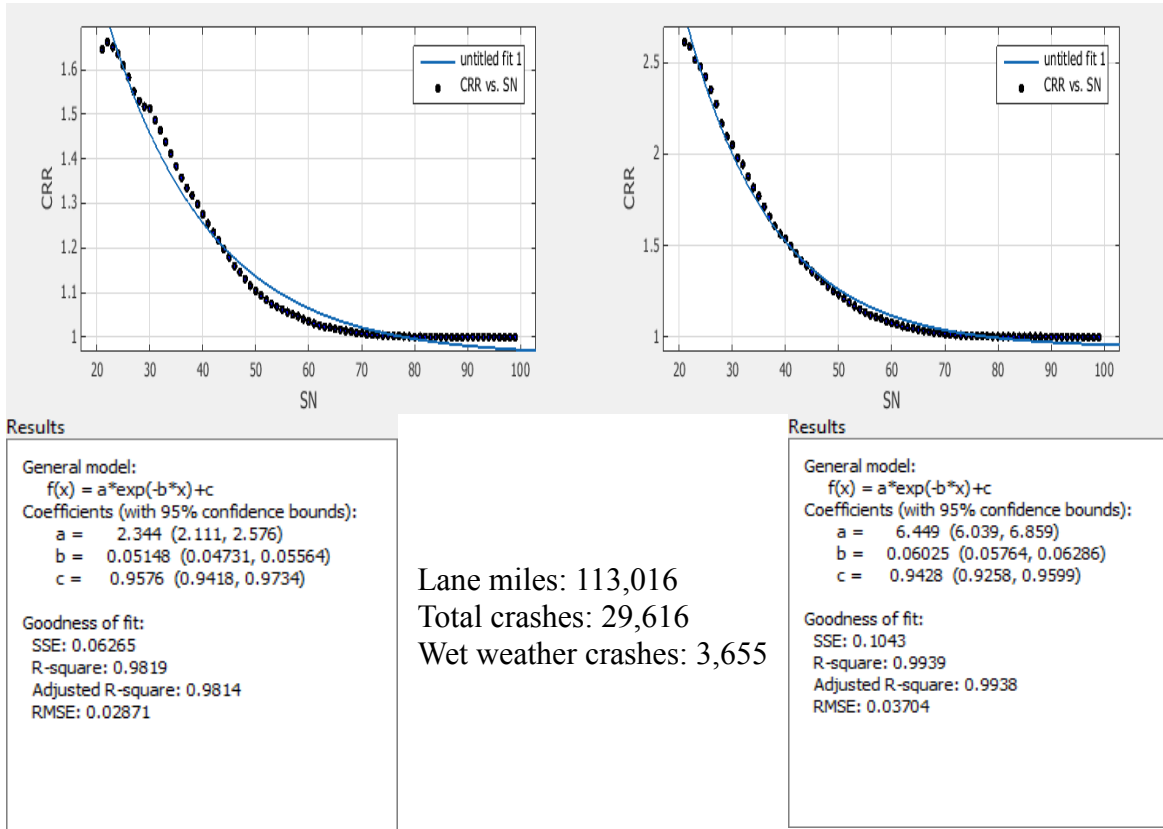 CRR
1.6
1.5
1.4
1.3
1.2
1.1
1
20 30 40 50 60 70 80 90 100
SN
untitled fit 1
CRR vs. SN
CRR
2.5
2
1.5
1
20 30 40 50 60 70 80 90 100
SN
untitled fit 1
CRR vs. SN
Results
General model:
f(x) = a*exp(-b*x)+c
Coefficients (with 95% confidence bounds):
a = 2.344 (2.111, 2.576)
b = 0.05148 (0.04731, 0.05564)
c = 0.9576 (0.9418, 0.9734)
Goodness of fit:
SSE: 0.06265
R-square: 0.9819
Adjusted R-square: 0.9814
RMSE: 0.02871
Lane miles: 113,016
Total crashes: 29,616
Wet weather crashes: 3,655
Results
General model:
f(x) = a*exp(-b*x)+c
Coefficients (with 95% confidence bounds):
a = 6.449 (6.039, 6.859)
b = 0.06025 (0.05764, 0.06286)
c = 0.9428 (0.9258, 0.9599)
Goodness of fit:
SSE: 0.1043
R-square: 0.9939
Adjusted R-square: 0.9938
RMSE: 0.03704